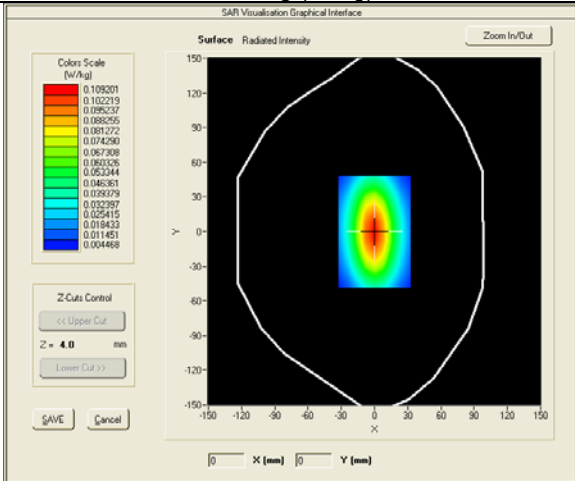 SAR Visualisation Graphical Interface
Surface Radiated Intensity
Zoom In/Out
Colors Scale
(W/kg)
0.109201
0.102219
0.095237
0.088255
0.081272
0.074290
0.067308
0.060326
0.053344
0.046361
0.039379
0.032397
0.025415
0.018433
0.011451
0.004468
Z-Cuts Control
<< Upper Cut
Z = 4.0 mm
Lower Cut >>
SAVE Cancel
150
120
90
60
30
0
-30
-60
-90
-120
-150
Y
-150 -120 -90 -60 -30 0 30 60 90 120 150
X
0 X (mm) 0 Y (mm)